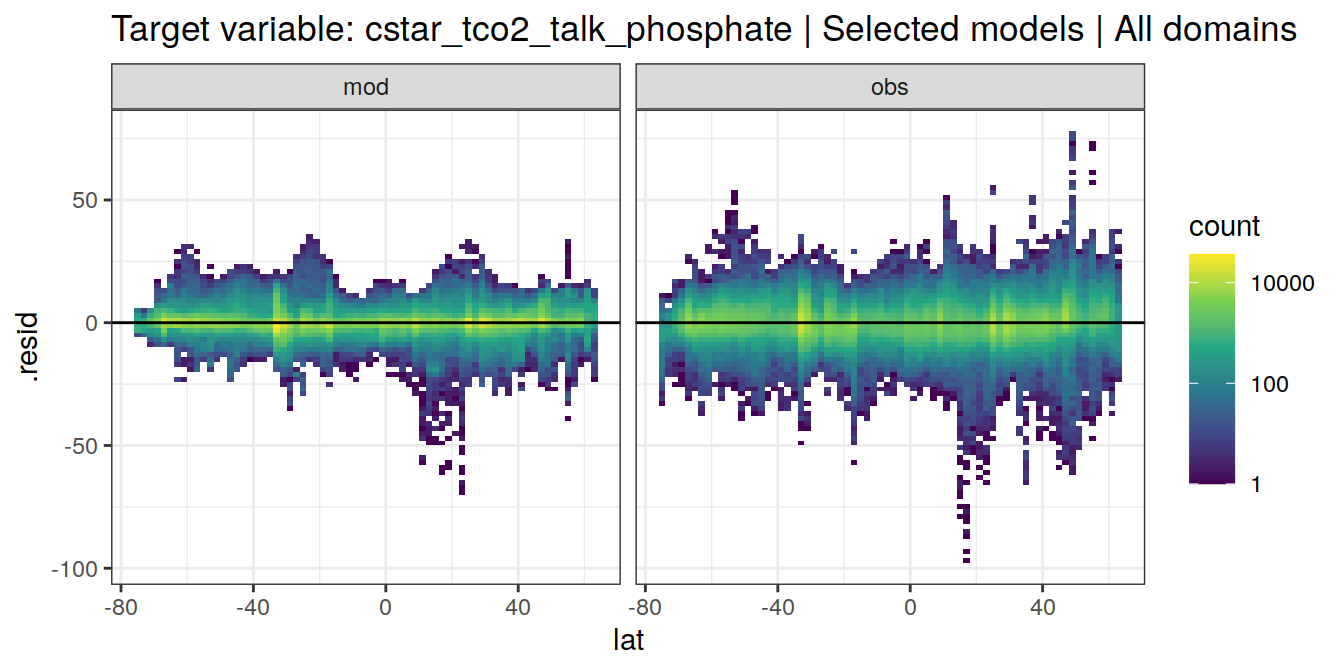 Target variable: cstar_tco2_talk_phosphate | Selected models | All domains
mod
obs
50
0
-50
-100
.resid
-80
-40
0
40
-80
-40
0
40
lat
count
10000
100
1